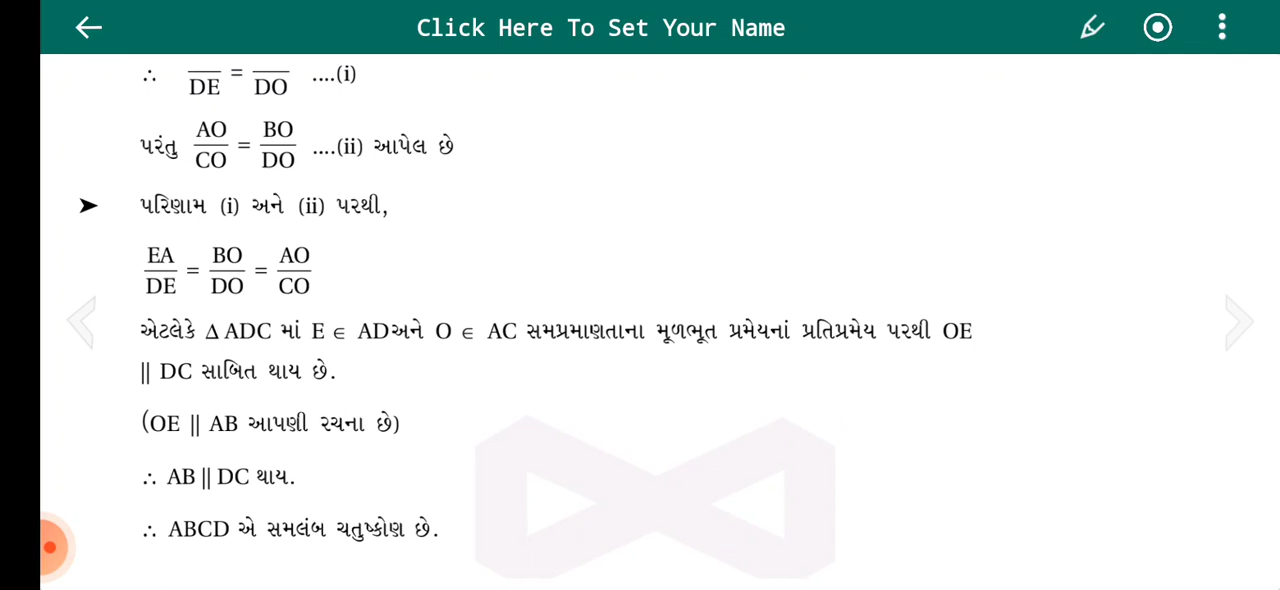 Click Here To Set Your Name
∴ DE = DO ....(i)
પરંતુ AO/CO = BO/DO ....(ii) આપેલ છે
➤ પરિણામ (i) અને (ii) પરથી,
EA/DE = BO/DO = AO/CO
એટલેકે Δ ADC માં E ∈ ADઅને O ∈ AC સમપ્રમાણતાના મૂળભૂત પ્રમેયનાં પ્રતિપ્રમેય પરથી OE
|| DC સાબિત થાય છે.
(OE || AB આપણી રચના છે)
∴ AB || DC થાય.
∴ ABCD એ સમલંબ ચતુષ્કોણ છે.